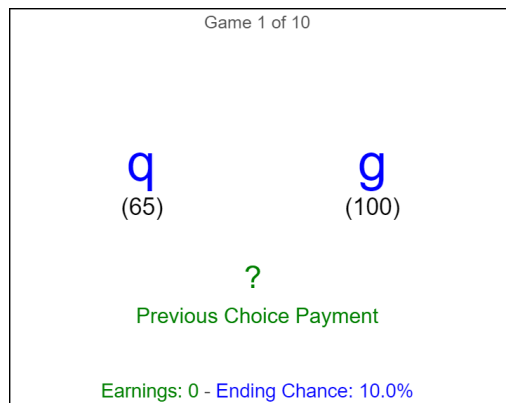 Game 1 of 10
q g
(65) (100)
?
Previous Choice Payment
Earnings: 0 - Ending Chance: 10.0%